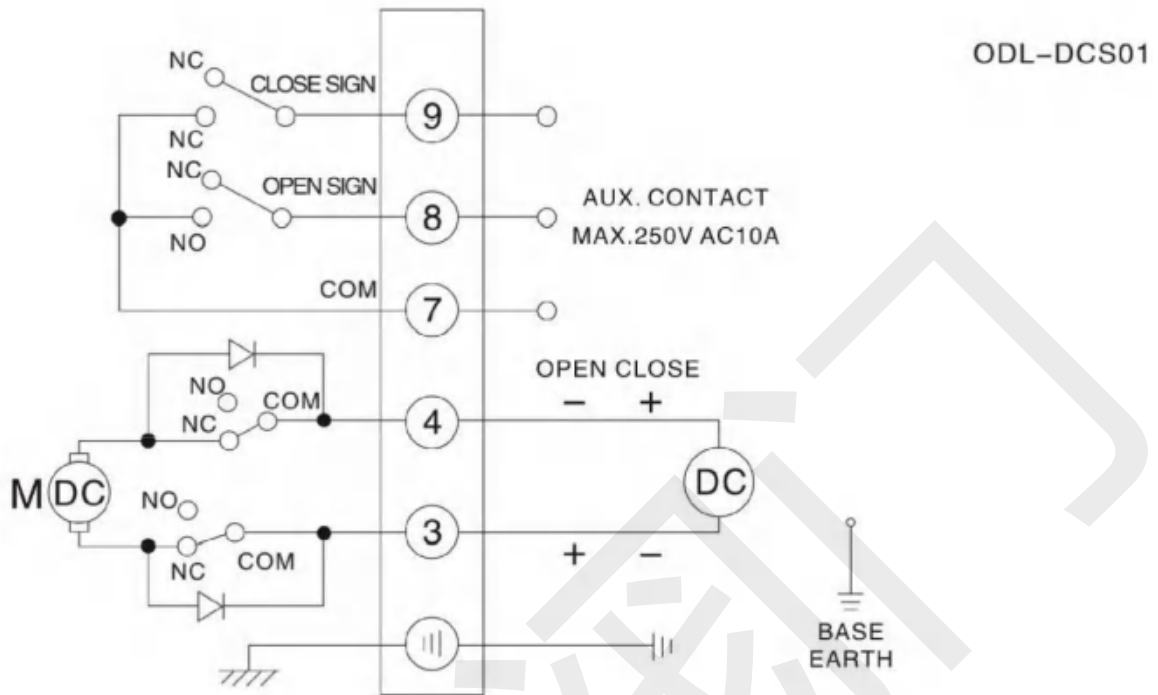 ODL-DCS01
NC
CLOSE SIGN
9
NC
NC
OPEN SIGN
8
AUX. CONTACT
MAX.250V AC10A
NO
COM
7
OPEN CLOSE
NO
COM
− +
NC
4
M DC
DC
NO
3
COM
+ −
NC
BASE
EARTH